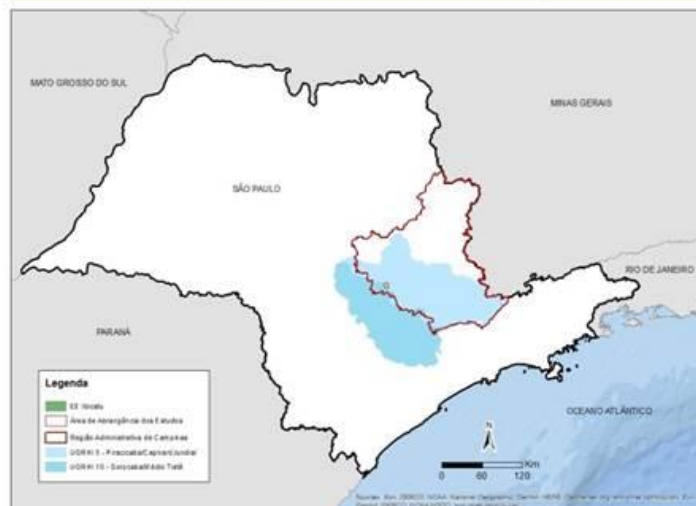 MATO GROSSO DO SUL
MINAS GERAIS
SÃO PAULO
RIO DE JANEIRO
PARANÁ
OCEANO ATLÂNTICO
Legenda
EE Ibicatu
Área de Abrangência dos Estudos
Região Administrativa de Campinas
UGRHI 5 - Piracicaba/Capivari/Jundiaí
UGRHI 10 - Sorocaba/Médio Tietê
N
Km
0 60 120